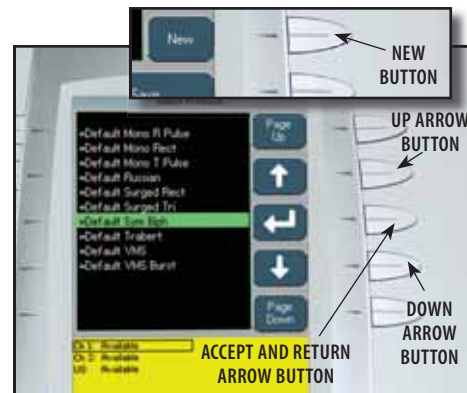 New
Save
NEW
BUTTON
Page
Up
UP ARROW
BUTTON
=Default Mono R Pulse
=Default Mono Rect
=Default Mono T Pulse
=Default Russian
=Default Surged Rect
=Default Surged Tri
=Default Sym Biph
=Default Trabert
=Default VMS
=Default VMS Burst
Page
Down
DOWN
ARROW
BUTTON
ACCEPT AND RETURN
ARROW BUTTON
Ch 1: Available
Ch 2: Available
US: Available